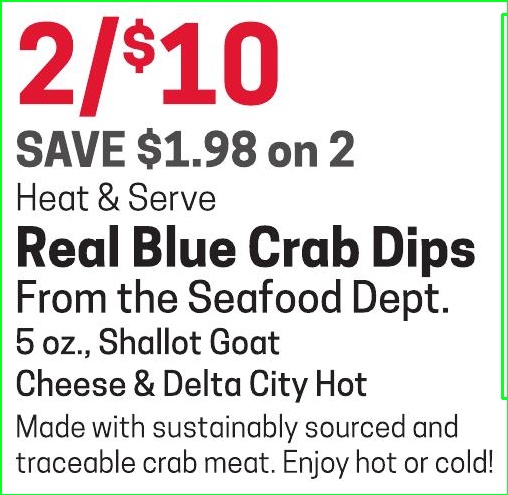 2/$10
SAVE $1.98 on 2
Heat & Serve
Real Blue Crab Dips
From the Seafood Dept.
5 oz., Shallot Goat
Cheese & Delta City Hot
Made with sustainably sourced and
traceable crab meat. Enjoy hot or cold!